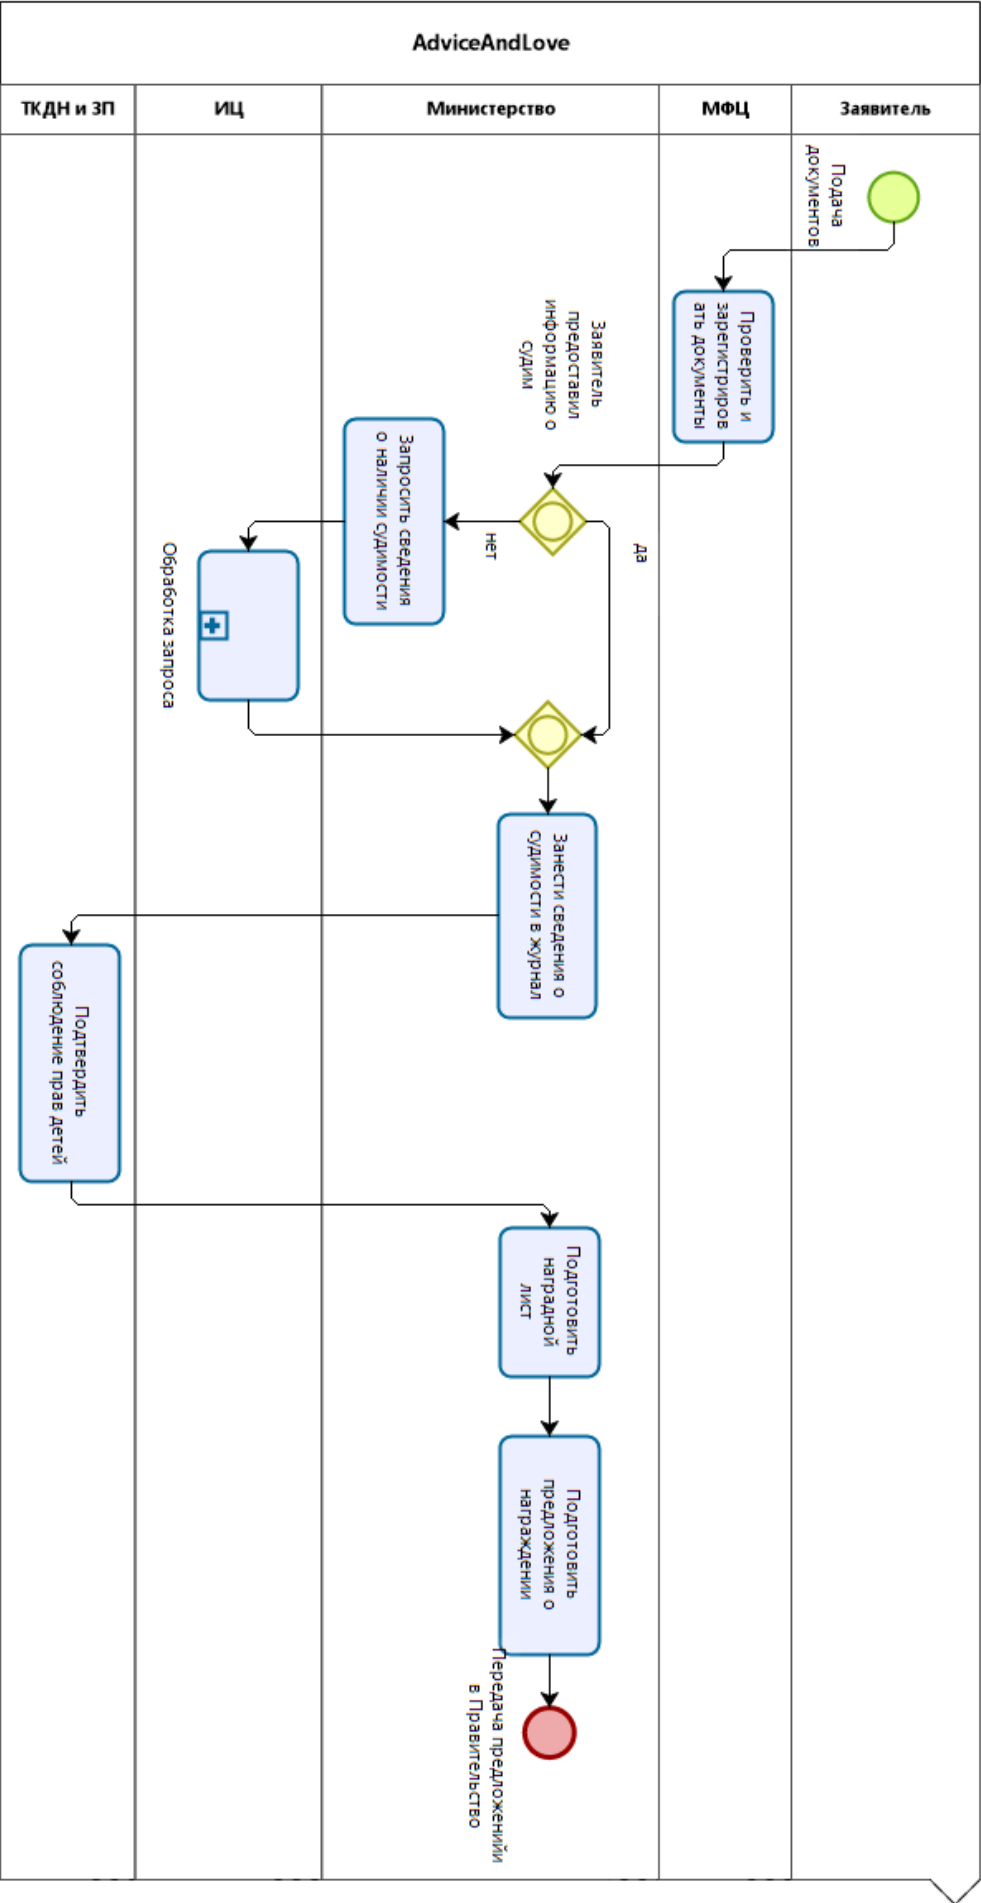 AdviceAndLove
ТКДН и ЗП
ИЦ
Министерство
МФЦ
Заявитель
Подача
документов
Проверить и
зарегистриров
ать документы
Заявитель
предоставил
информацию о
судим
да
нет
Запросить сведения
о наличии судимости
Обработка запроса
Занести сведения о
судимости в журнал
Подтвердить
соблюдение прав детей
Подготовить
наградной
лист
Подготовить
предложения о
награждении
Передача предложений
в Правительство